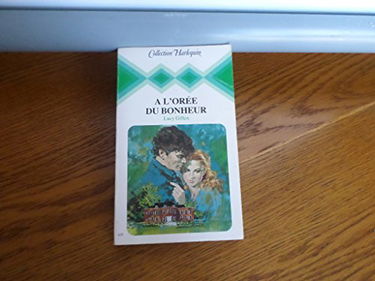 Collection Harlequin
A L'ORÉE
DU BONHEUR
Lucy Gillen